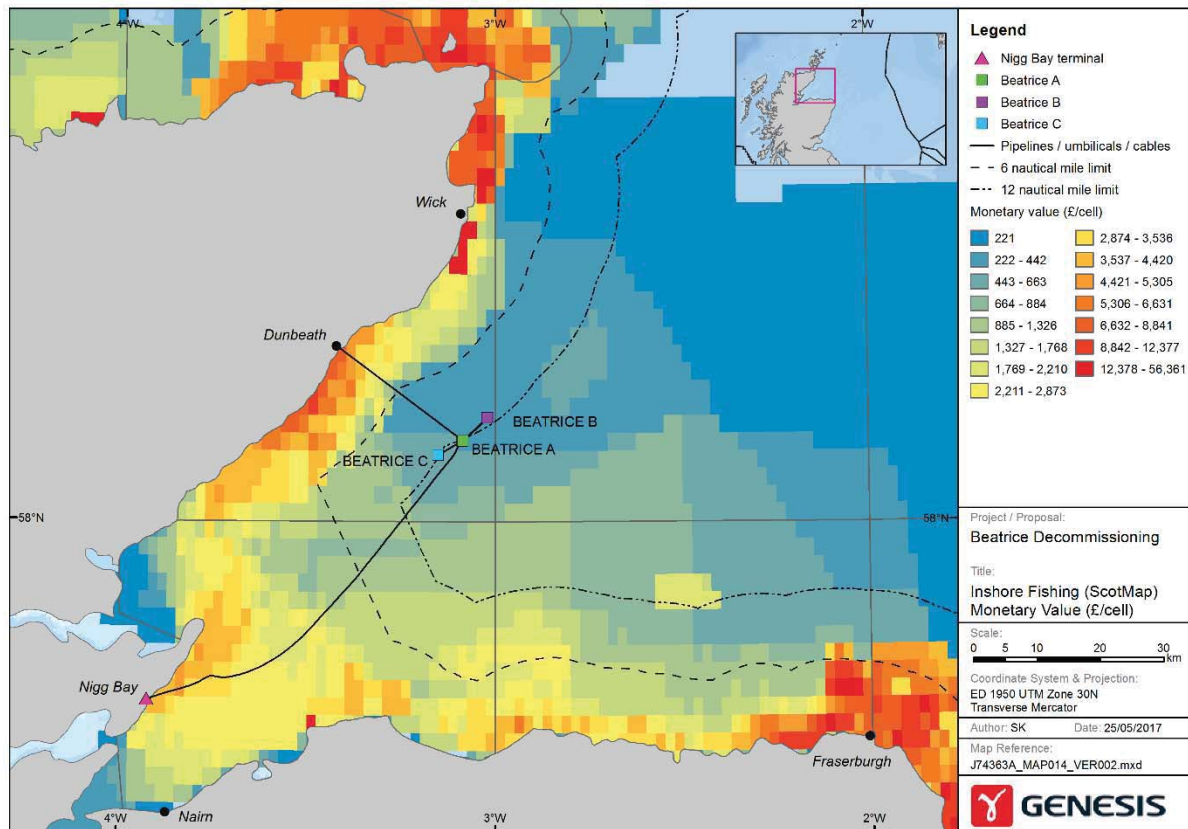 4°W
3°W
2°W
Wick
Dunbeath
BEATRICE B
BEATRICE A
BEATRICE C
58°N
58°N
Nigg Bay
Fraserburgh
Nairn
4°W
3°W
2°W
Legend
Nigg Bay terminal
Beatrice A
Beatrice B
Beatrice C
Pipelines / umbilicals / cables
6 nautical mile limit
12 nautical mile limit
Monetary value (£/cell)
221
222 - 442
443 - 663
664 - 884
885 - 1,326
1,327 - 1,768
1,769 - 2,210
2,211 - 2,873
2,874 - 3,536
3,537 - 4,420
4,421 - 5,305
5,306 - 6,631
6,632 - 8,841
8,842 - 12,377
12,378 - 56,361
Project / Proposal:
Beatrice Decommissioning
Title:
Inshore Fishing (ScotMap)
Monetary Value (£/cell)
Scale:
0 5 10 20 30
km
Coordinate System & Projection:
ED 1950 UTM Zone 30N
Transverse Mercator
Author: SK Date: 25/05/2017
Map Reference:
J74363A_MAP014_VER002.mxd
GENESIS